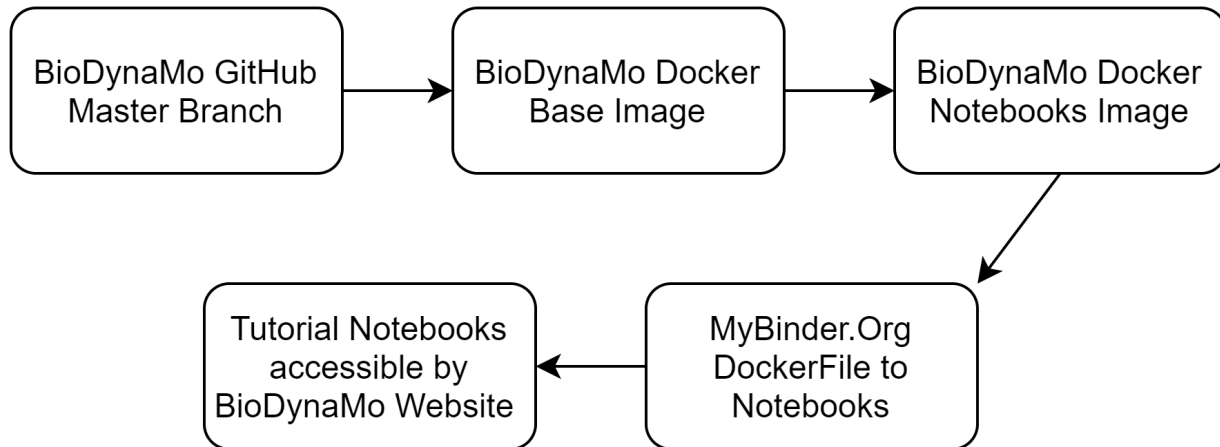 BioDynaMo GitHub
Master Branch
BioDynaMo Docker
Base Image
BioDynaMo Docker
Notebooks Image
Tutorial Notebooks
accessible by
BioDynaMo Website
MyBinder.Org
DockerFile to
Notebooks